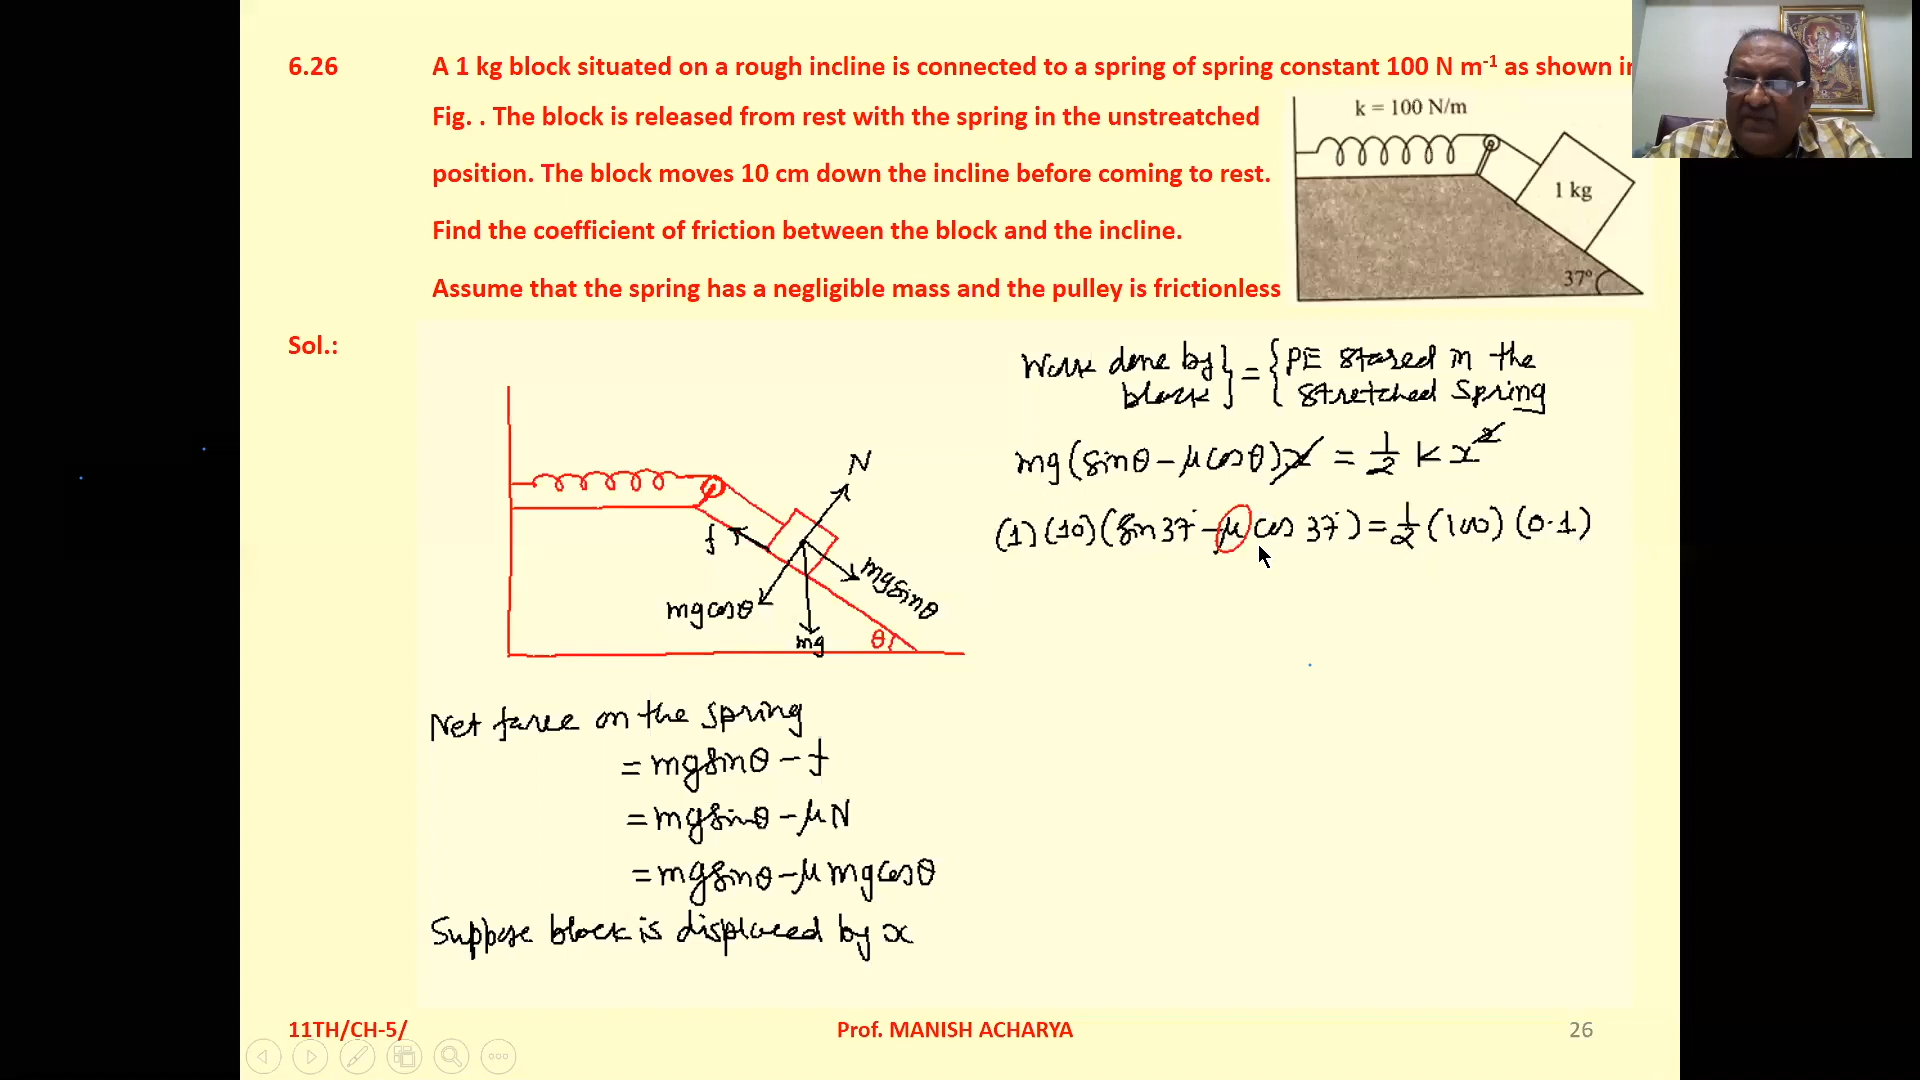 6.26 A 1 kg block situated on a rough incline is connected to a spring of spring constant 100 N m-1 as shown in
Fig. . The block is released from rest with the spring in the unstreatched
position. The block moves 10 cm down the incline before coming to rest.
Find the coefficient of friction between the block and the incline.
Assume that the spring has a negligible mass and the pulley is frictionless
k = 100 N/m
1 kg
37°
Sol.:
N
f
mg sinθ
mg cosθ
mg
θ
Net force on the spring
= mg sinθ - f
= mg sinθ - μN
= mg sinθ - μ mg cosθ
Suppose block is displaced by x
Work done by block } = { PE stored in the stretched Spring
mg (sinθ - μ cosθ) x = 1/2 k x²
(1) (10) (sin 37° - μ cos 37°) = 1/2 (100) (0.1)
11TH/CH-5/ Prof. MANISH ACHARYA 26